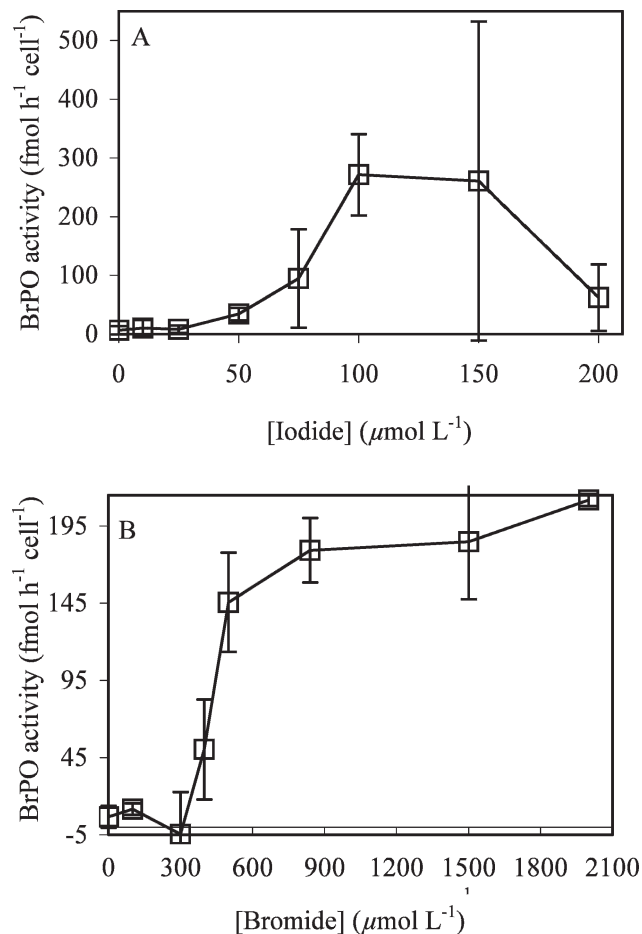 A
BrPO activity (fmol h⁻¹ cell⁻¹)
500
400
300
200
100
0
0 50 100 150 200
[Iodide] (µmol L⁻¹)
B
BrPO activity (fmol h⁻¹ cell⁻¹)
195
145
95
45
-5
0 300 600 900 1200 1500 1800 2100
[Bromide] (µmol L⁻¹)